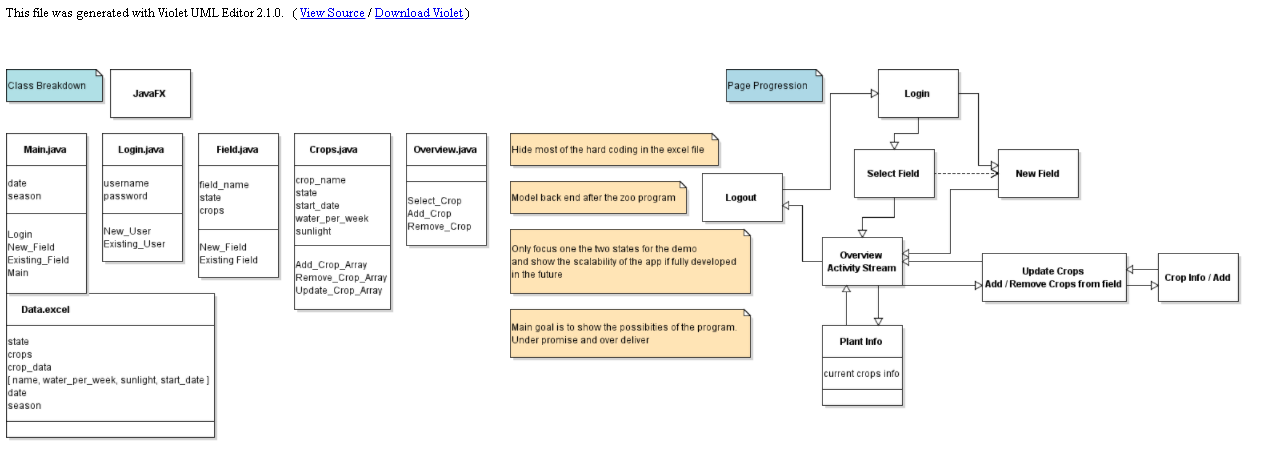 This file was generated with Violet UML Editor 2.1.0.   ( View Source / Download Violet )
Class Breakdown
JavaFX
Main.java
date
season
Login
New_Field
Existing_Field
Main
Login.java
username
password
New_User
Existing_User
Field.java
field_name
state
crops
New_Field
Existing Field
Crops.java
crop_name
state
start_date
water_per_week
sunlight
Add_Crop_Array
Remove_Crop_Array
Update_Crop_Array
Overview.java
Select_Crop
Add_Crop
Remove_Crop
Data.excel
state
crops
crop_data
[ name, water_per_week, sunlight, start_date ]
date
season
Hide most of the hard coding in the excel file
Model back end after the zoo program
Only focus one the two states for the demo
and show the scalability of the app if fully developed
in the future
Main goal is to show the possibities of the program.
Under promise and over deliver
Page Progression
Login
Select Field
New Field
Logout
Overview
Activity Stream
Update Crops
Add / Remove Crops from field
Crop Info / Add
Plant Info
current crops info